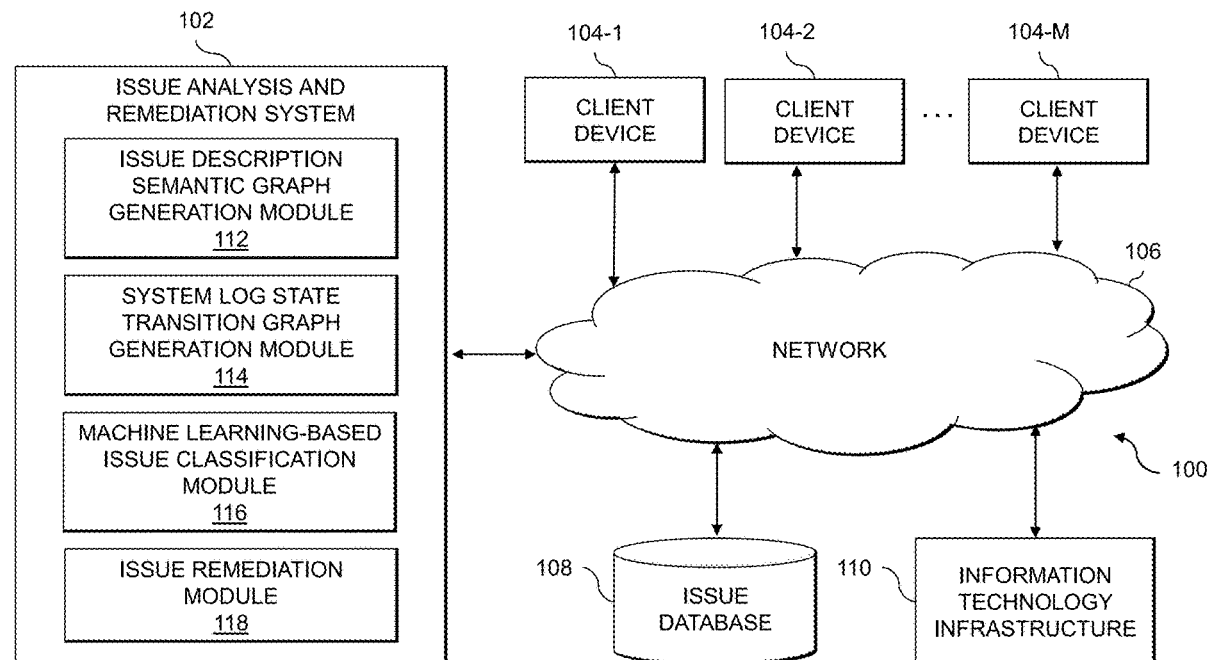 102
ISSUE ANALYSIS AND
REMEDIATION SYSTEM
ISSUE DESCRIPTION
SEMANTIC GRAPH
GENERATION MODULE
112
SYSTEM LOG STATE
TRANSITION GRAPH
GENERATION MODULE
114
MACHINE LEARNING-BASED
ISSUE CLASSIFICATION
MODULE
116
ISSUE REMEDIATION
MODULE
118
104-1
CLIENT
DEVICE
104-2
CLIENT
DEVICE
. . .
104-M
CLIENT
DEVICE
106
NETWORK
100
108
ISSUE
DATABASE
110
INFORMATION
TECHNOLOGY
INFRASTRUCTURE